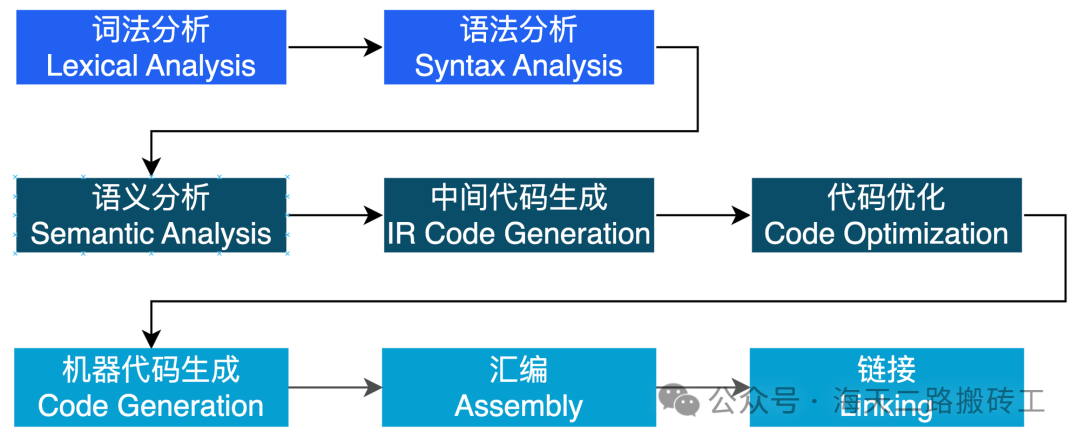 词法分析
Lexical Analysis
语法分析
Syntax Analysis
语义分析
Semantic Analysis
中间代码生成
IR Code Generation
代码优化
Code Optimization
机器代码生成
Code Generation
汇编
Assembly
链接
Linking
公众号 · 海天二路搬砖工